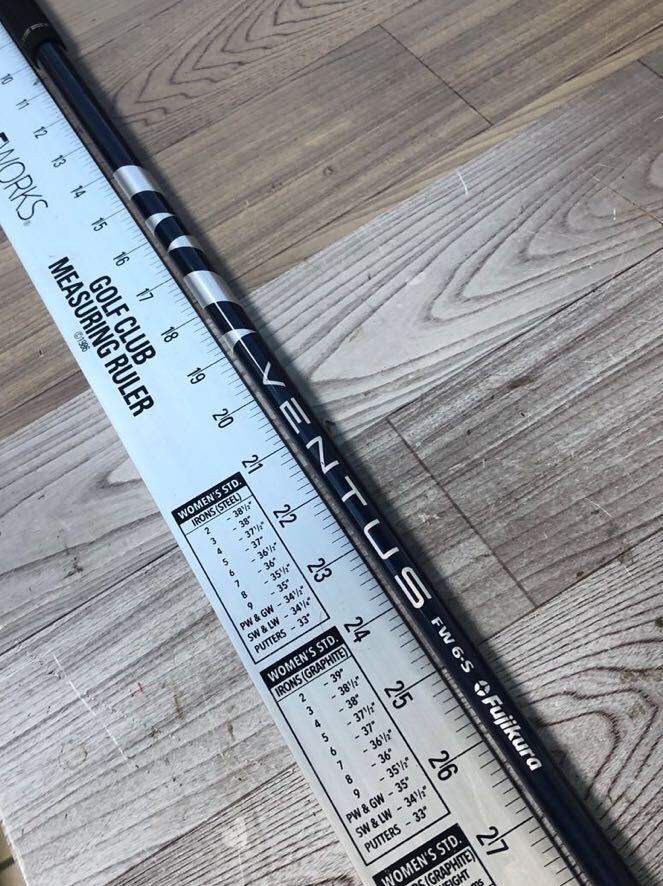 10
11
12
13
14
15
16
17
18
19
20
21
22
23
24
25
26
27
WORKS®
GOLF CLUB
MEASURING RULER
©1986
WOMEN'S STD.
IRONS (STEEL)
2 - 38½"
3 - 38"
4 - 37½"
5 - 37"
6 - 36½"
7 - 36"
8 - 35½"
9 - 35"
PW & GW - 34½"
SW & LW - 34¼"
PUTTERS - 33"
WOMEN'S STD.
IRONS (GRAPHITE)
2 - 39"
3 - 38½"
4 - 38"
5 - 37½"
6 - 37"
7 - 36½"
8 - 36"
9 - 35½"
PW & GW - 35"
SW & LW - 34½"
PUTTERS - 33"
WOMEN'S STD.
(GRAPHITE)
VENTUS
FW 6-S
Fujikura